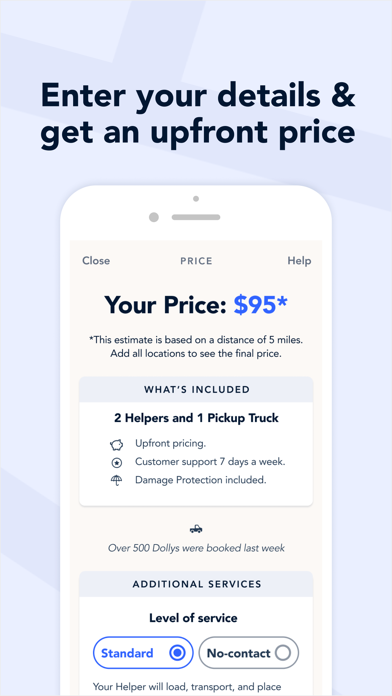 Enter your details &
get an upfront price
Close PRICE Help
Your Price: $95*
*This estimate is based on a distance of 5 miles.
Add all locations to see the final price.
WHAT'S INCLUDED
2 Helpers and 1 Pickup Truck
Upfront pricing.
Customer support 7 days a week.
Damage Protection included.
Over 500 Dollys were booked last week
ADDITIONAL SERVICES
Level of service
Standard No-contact
Your Helper will load, transport, and place